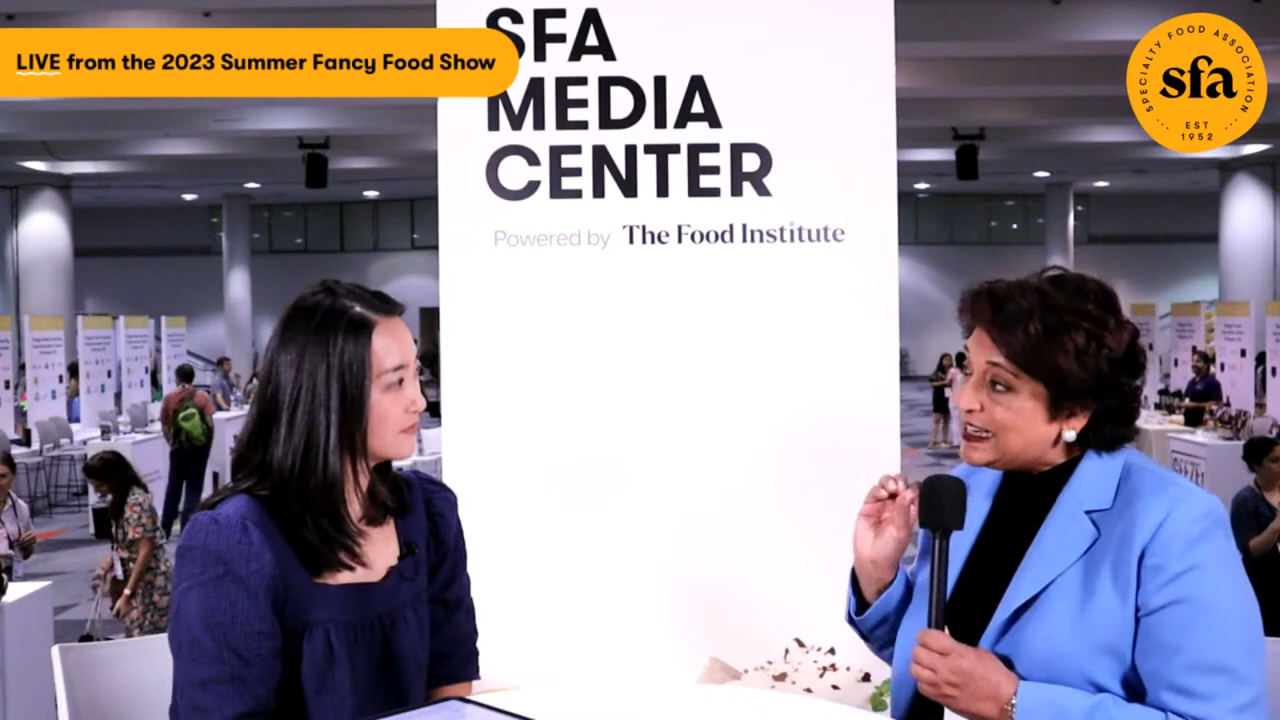 LIVE from the 2023 Summer Fancy Food Show
SFA
MEDIA
CENTER
Powered by The Food Institute
SPECIALTY FOOD ASSOCIATION
sfa
EST
1952